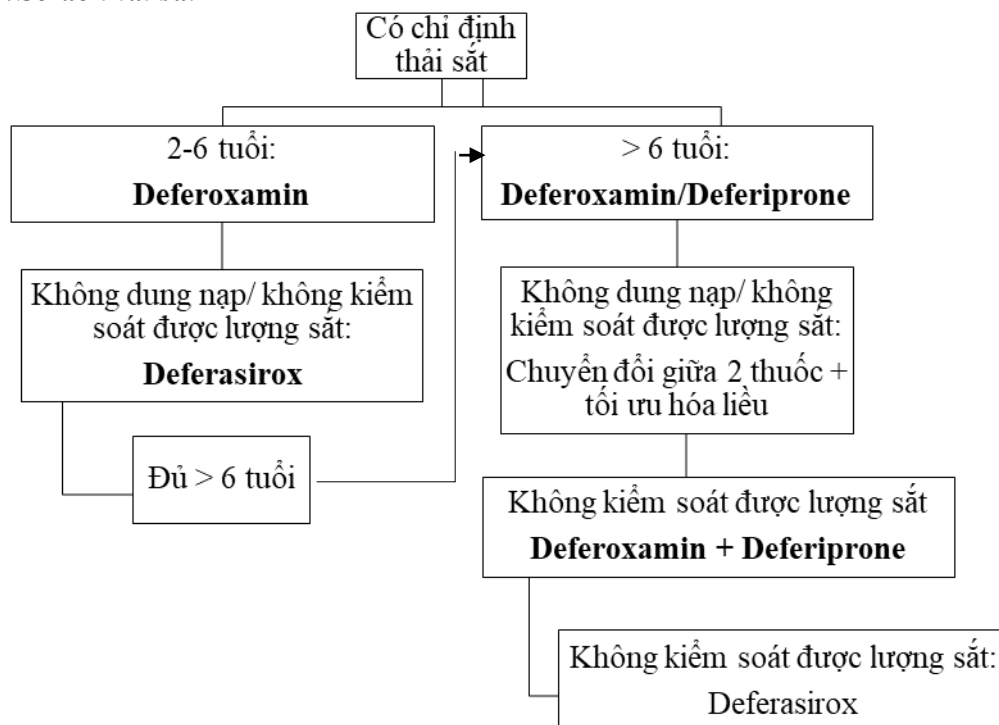 Có chỉ định
thải sắt
2-6 tuổi:
Deferoxamin
> 6 tuổi:
Deferoxamin/Deferiprone
Không dung nạp/ không kiểm
soát được lượng sắt:
Deferasirox
Đủ > 6 tuổi
Không dung nạp/ không
kiểm soát được lượng sắt:
Chuyển đổi giữa 2 thuốc +
tối ưu hóa liều
Không kiểm soát được lượng sắt
Deferoxamin + Deferiprone
Không kiểm soát được lượng sắt:
Deferasirox